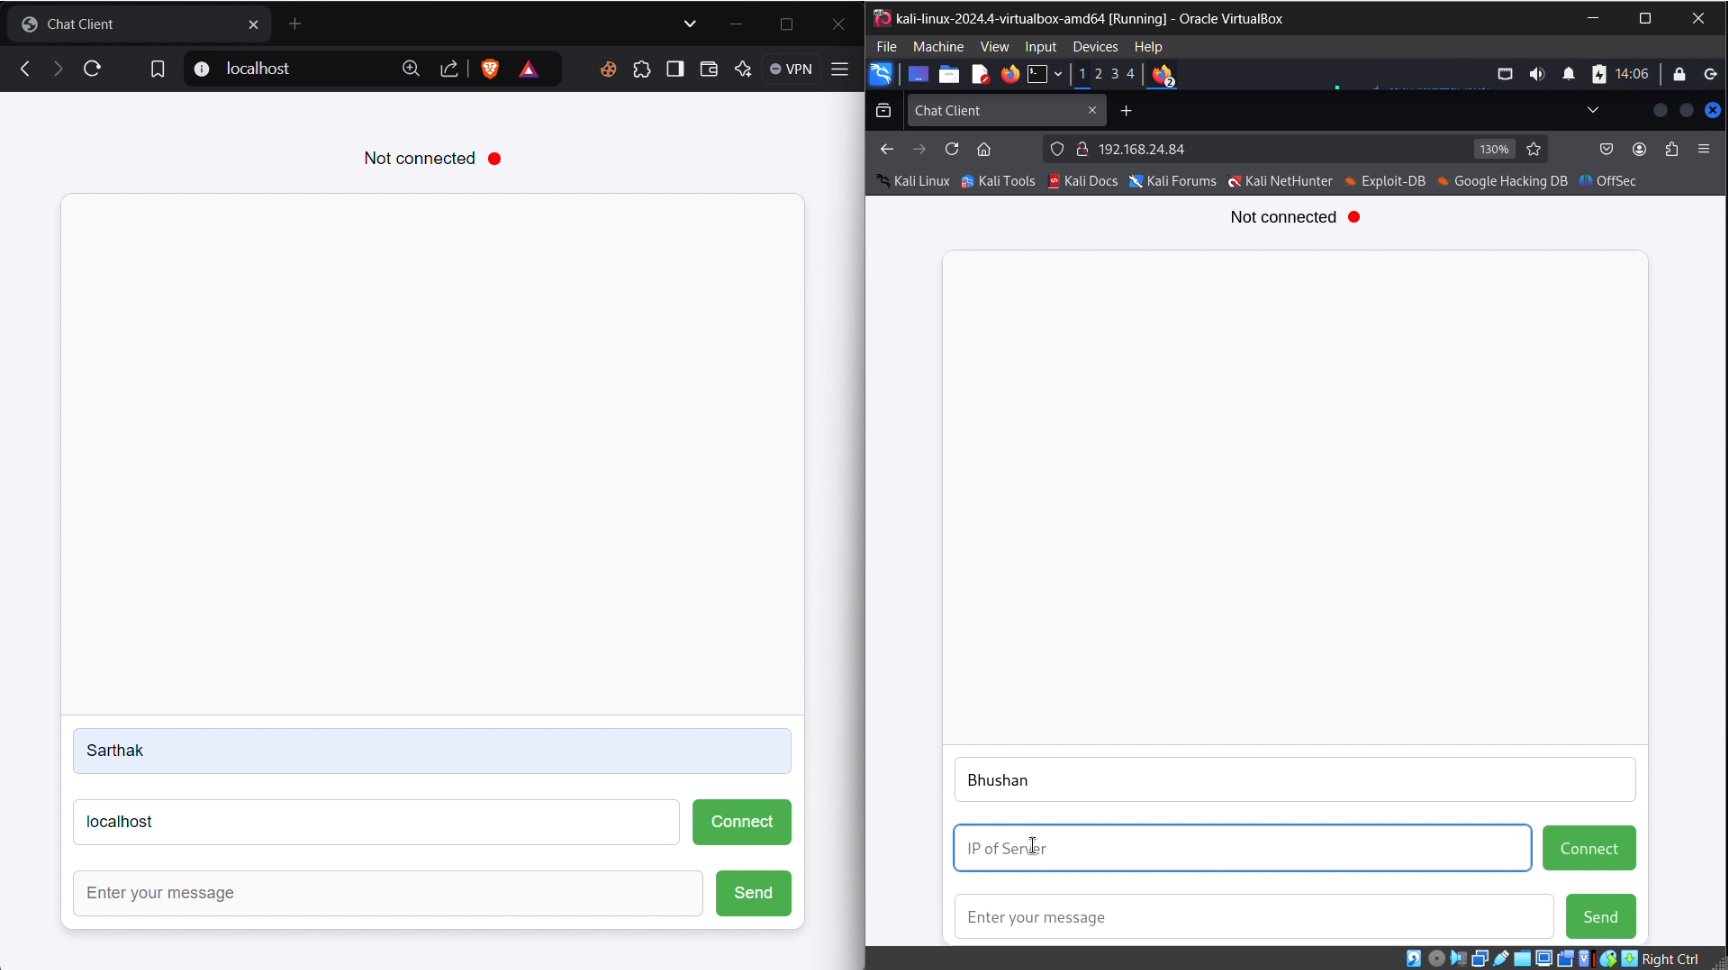 Chat Client
localhost
VPN
Not connected
Sarthak
localhost
Connect
Enter your message
Send
kali-linux-2024.4-virtualbox-amd64 [Running] - Oracle VirtualBox
File Machine View Input Devices Help
1 2 3 4
2
14:06
Chat Client
192.168.24.84
130%
Kali Linux Kali Tools Kali Docs Kali Forums Kali NetHunter Exploit-DB Google Hacking DB OffSec
Not connected
Bhushan
IP of Server
Connect
Enter your message
Send
Right Ctrl